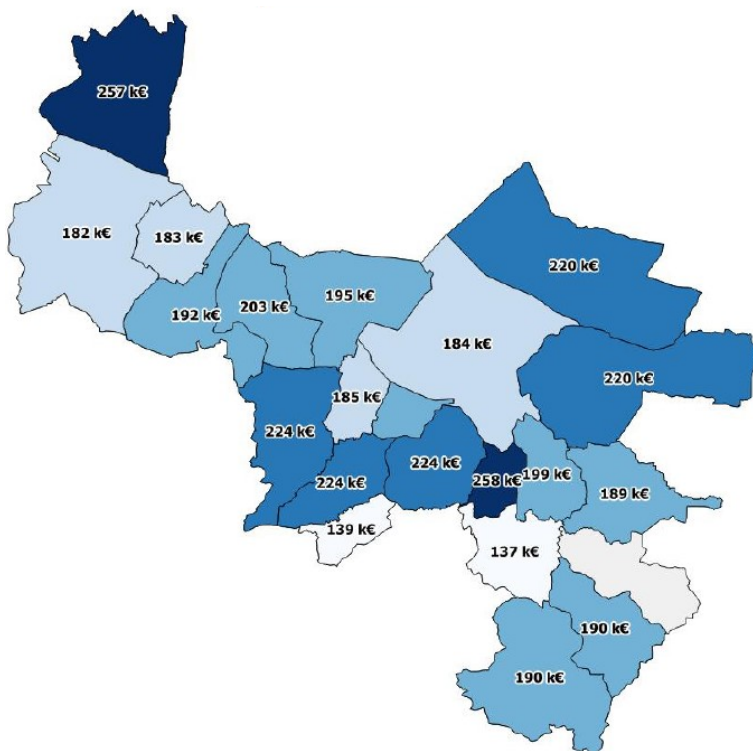 257 k€
182 k€
183 k€
220 k€
192 k€
203 k€
195 k€
184 k€
220 k€
185 k€
224 k€
224 k€
224 k€
258 k€
199 k€
189 k€
139 k€
137 k€
190 k€
190 k€